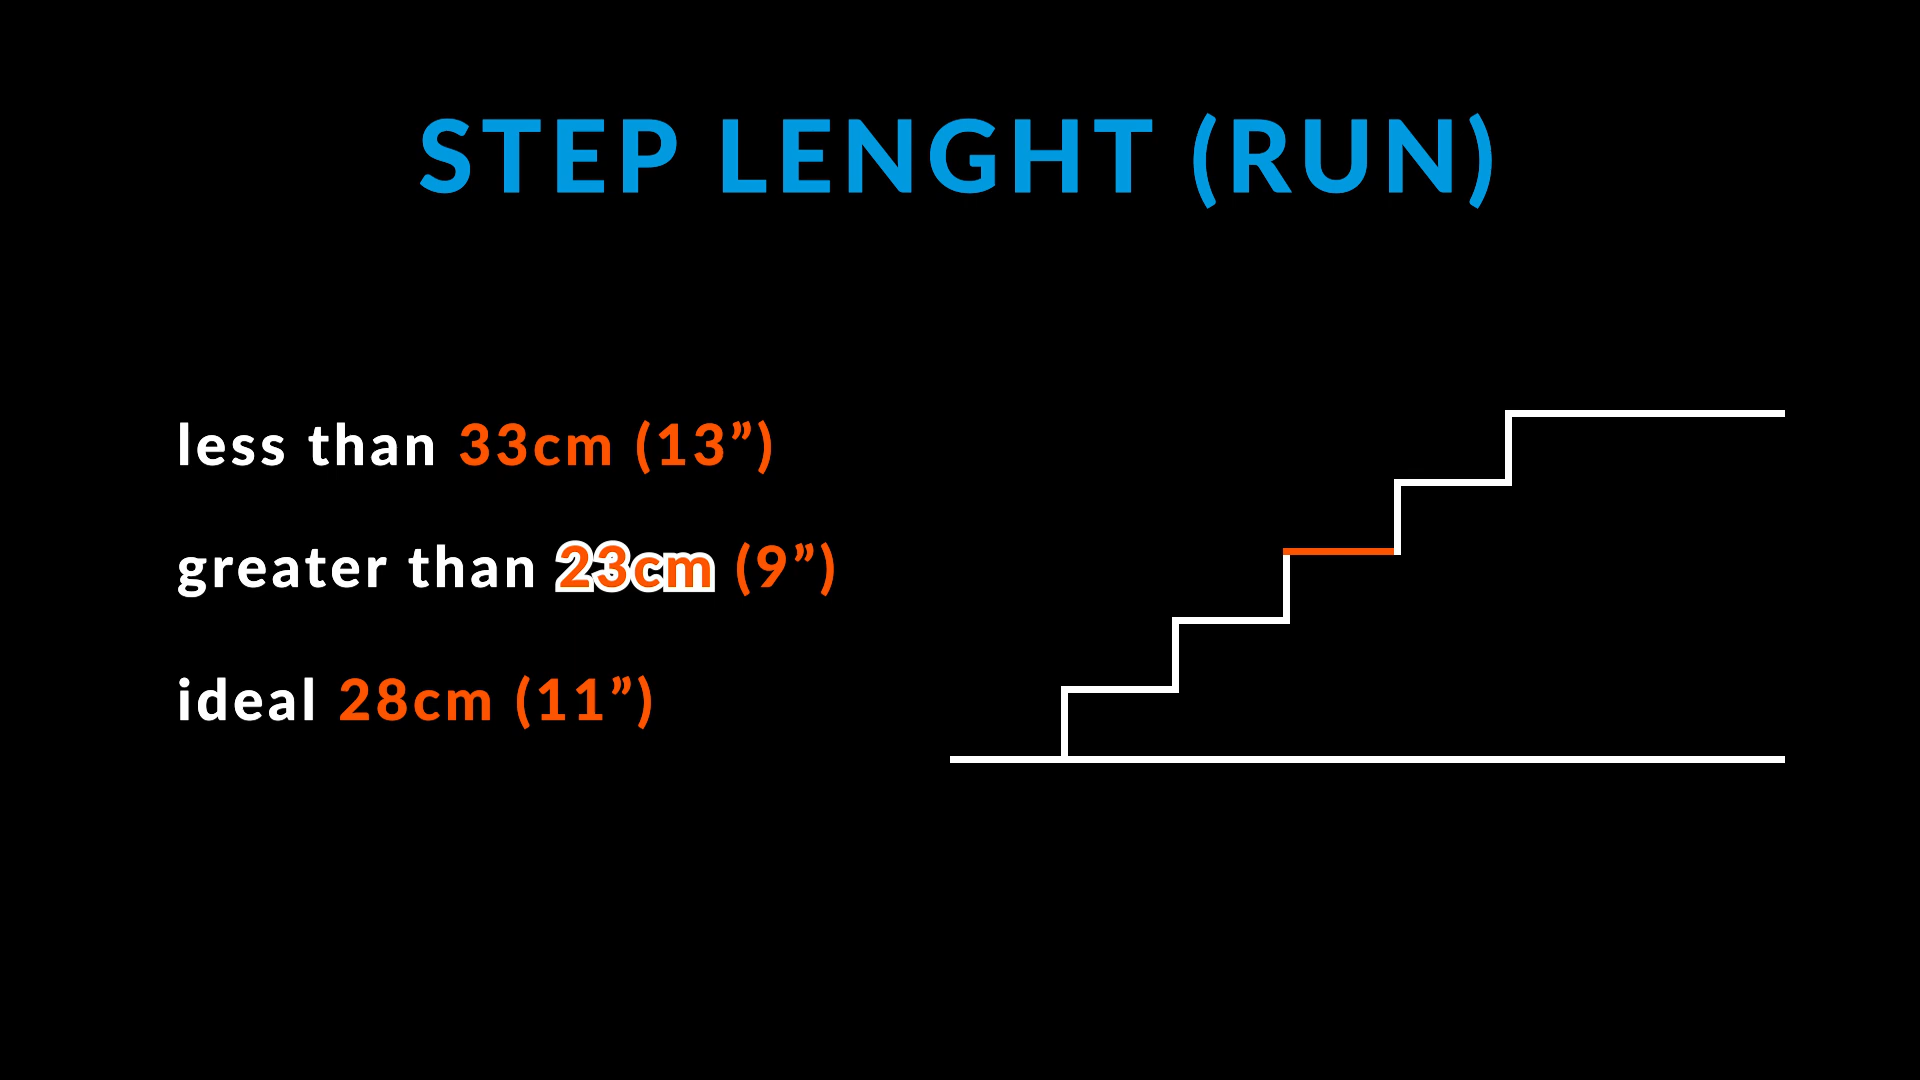 STEP LENGHT (RUN)
less than 33cm (13”)
greater than 23cm (9”)
ideal 28cm (11”)